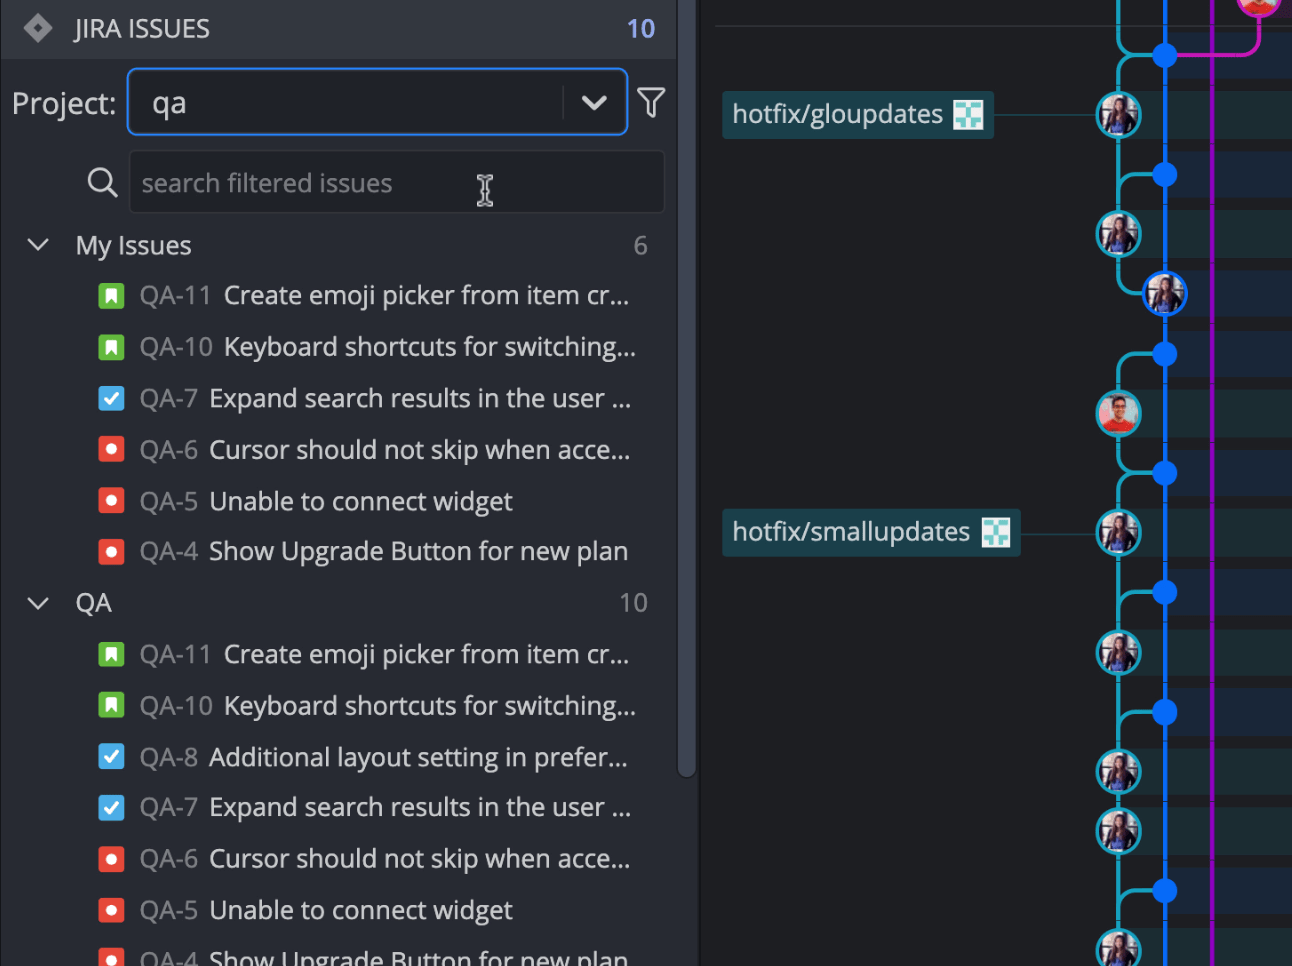 JIRA ISSUES 10
Project: qa
search filtered issues
My Issues 6
QA-11 Create emoji picker from item cr...
QA-10 Keyboard shortcuts for switching...
QA-7 Expand search results in the user ...
QA-6 Cursor should not skip when acce...
QA-5 Unable to connect widget
QA-4 Show Upgrade Button for new plan
QA 10
QA-11 Create emoji picker from item cr...
QA-10 Keyboard shortcuts for switching...
QA-8 Additional layout setting in prefer...
QA-7 Expand search results in the user ...
QA-6 Cursor should not skip when acce...
QA-5 Unable to connect widget
QA-4 Show Upgrade Button for new plan
hotfix/gloupdates
hotfix/smallupdates